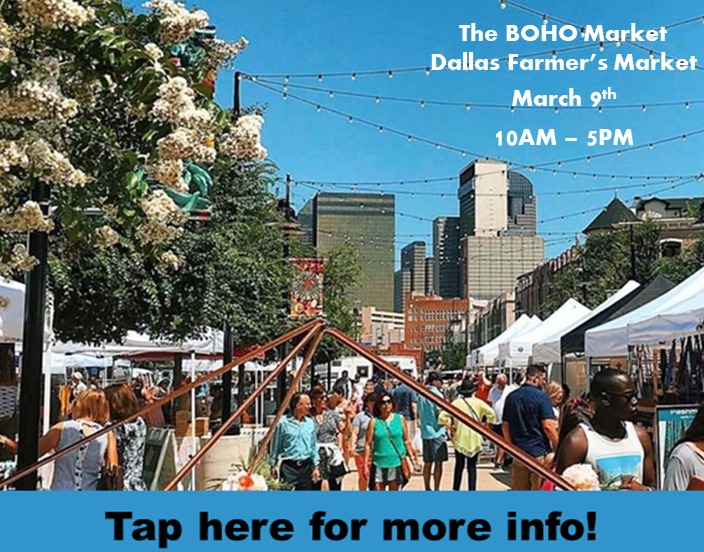 The BOHO Market
Dallas Farmer's Market
March 9th
10AM – 5PM
Tap here for more info!